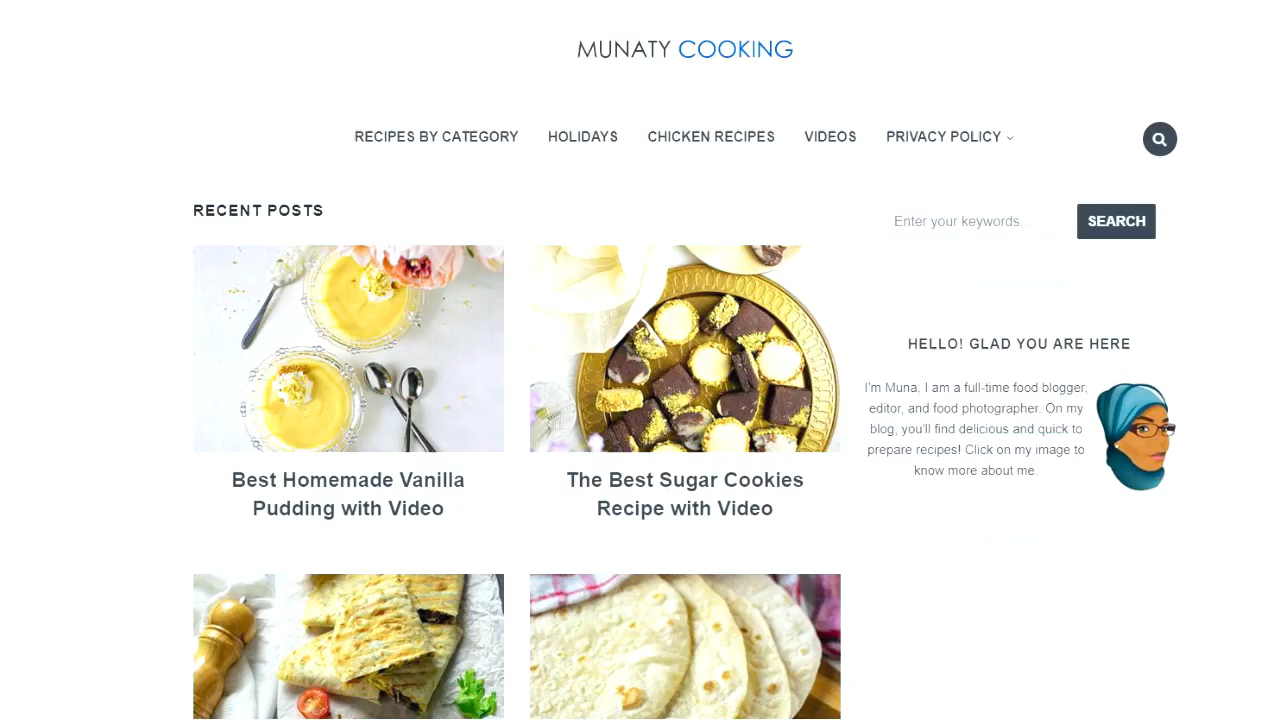 MUNATY COOKING
RECIPES BY CATEGORY
HOLIDAYS
CHICKEN RECIPES
VIDEOS
PRIVACY POLICY
RECENT POSTS
Enter your keywords...
SEARCH
Best Homemade Vanilla
Pudding with Video
The Best Sugar Cookies
Recipe with Video
HELLO! GLAD YOU ARE HERE
I'm Muna, I am a full-time food blogger,
editor, and food photographer. On my
blog, you'll find delicious and quick to
prepare recipes! Click on my image to
know more about me.